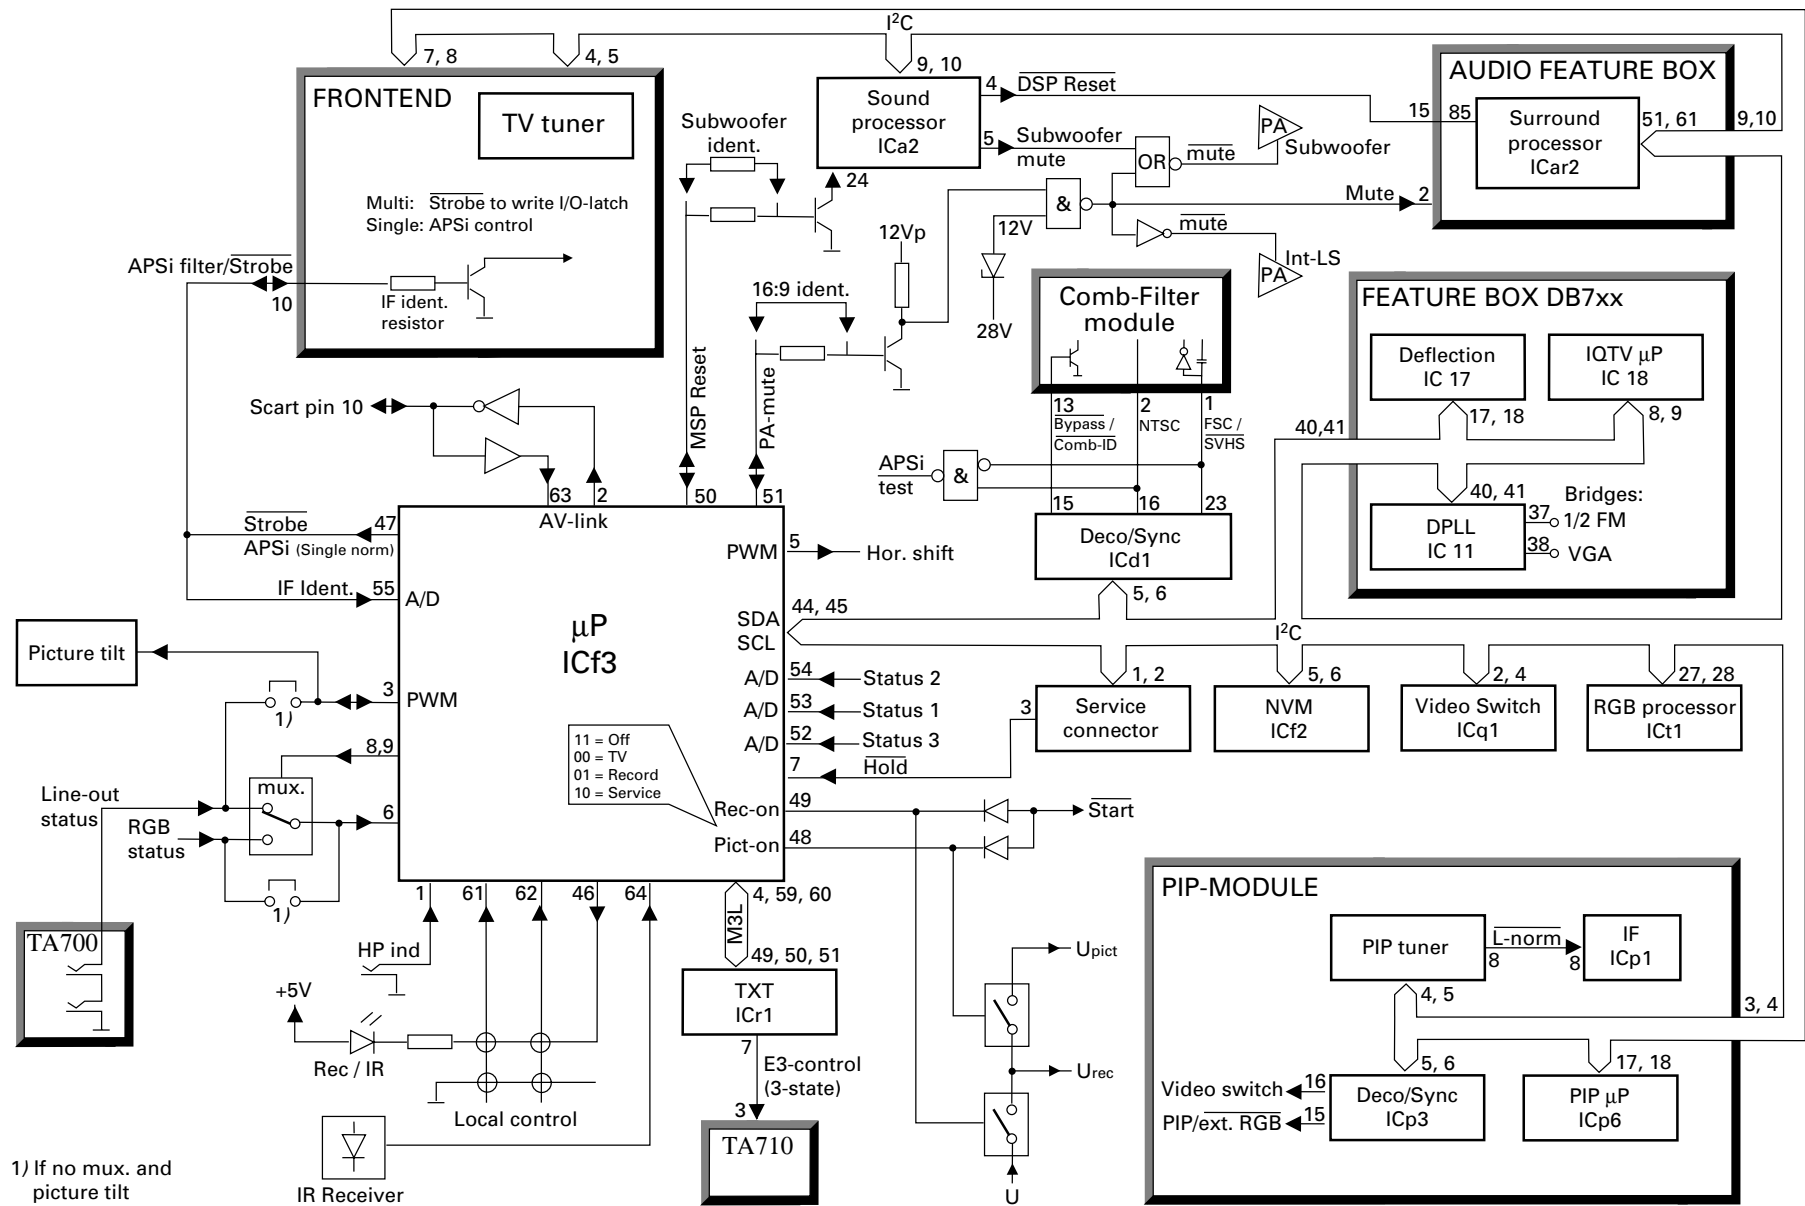 I²C
7, 8
4, 5
9, 10
FRONTEND
TV tuner
Multi: Strobe to write I/O-latch
Single: APSi control
APSi filter/Strobe
10
IF ident.
resistor
Subwoofer
ident.
Sound
processor
ICa2
24
4
DSP Reset
5
Subwoofer
mute
OR
mute
PA
Subwoofer
&
12V
28V
mute
Int-LS
PA
Mute
2
AUDIO FEATURE BOX
15
85
Surround
processor
ICar2
51, 61
9,10
12Vp
16:9 ident.
MSP Reset
PA-mute
Comb-Filter
module
13
2
1
Bypass /
Comb-ID
NTSC
FSC /
SVHS
APSi
test
&
15
16
23
Deco/Sync
ICd1
5, 6
FEATURE BOX DB7xx
Deflection
IC 17
IQTV µP
IC 18
17, 18
8, 9
40,41
40, 41
DPLL
IC 11
Bridges:
37
1/2 FM
38
VGA
Scart pin 10
63
2
50
51
AV-link
Strobe
47
APSi (Single norm)
IF Ident.
55
A/D
PWM
5
Hor. shift
µP
ICf3
SDA
SCL
44, 45
I²C
A/D
54
Status 2
A/D
53
Status 1
A/D
52
Status 3
7
Hold
Rec-on
49
Pict-on
48
Start
11 = Off
00 = TV
01 = Record
10 = Service
1, 2
5, 6
2, 4
27, 28
3
Service
connector
NVM
ICf2
Video Switch
ICq1
RGB processor
ICt1
Picture tilt
3
PWM
1)
8,9
mux.
Line-out
status
RGB
status
6
1)
TA700
1
61
62
46
64
4, 59, 60
HP ind
M3L
49, 50, 51
TXT
ICr1
7
E3-control
(3-state)
3
TA710
+5V
Rec / IR
Local control
IR Receiver
Upict
Urec
U
PIP-MODULE
PIP tuner
L-norm
8
8
IF
ICp1
4, 5
3, 4
5, 6
17, 18
Video switch
16
PIP/ext. RGB
15
Deco/Sync
ICp3
PIP µP
ICp6
1) If no mux. and
picture tilt